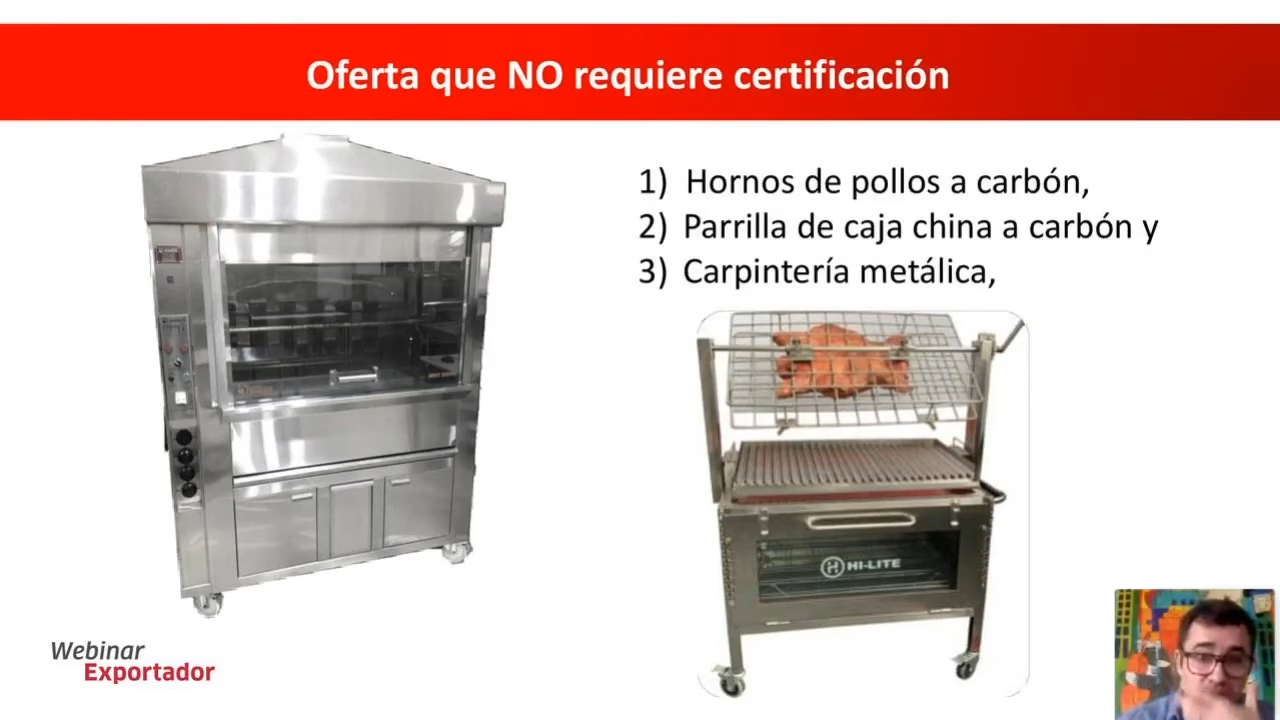 Oferta que NO requiere certificación
1) Hornos de pollos a carbón,
2) Parrilla de caja china a carbón y
3) Carpintería metálica,
H HI-LITE
Webinar
Exportador